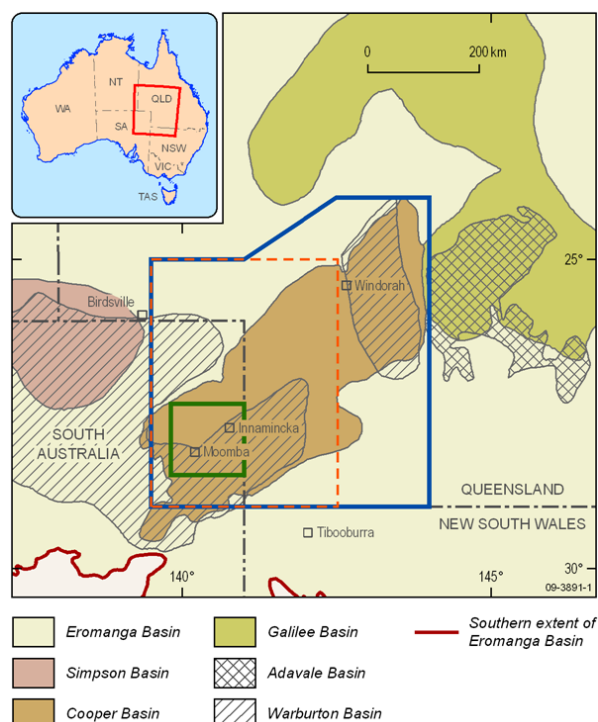 NT
WA
QLD
SA
NSW
VIC
TAS
0 200 km
25°
Windorah
Birdsville
Innamincka
SOUTH
AUSTRALIA
Moomba
QUEENSLAND
NEW SOUTH WALES
Tibooburra
140°
145°
30°
09-3891-1
Eromanga Basin
Galilee Basin
Southern extent of
Eromanga Basin
Simpson Basin
Adavale Basin
Cooper Basin
Warburton Basin